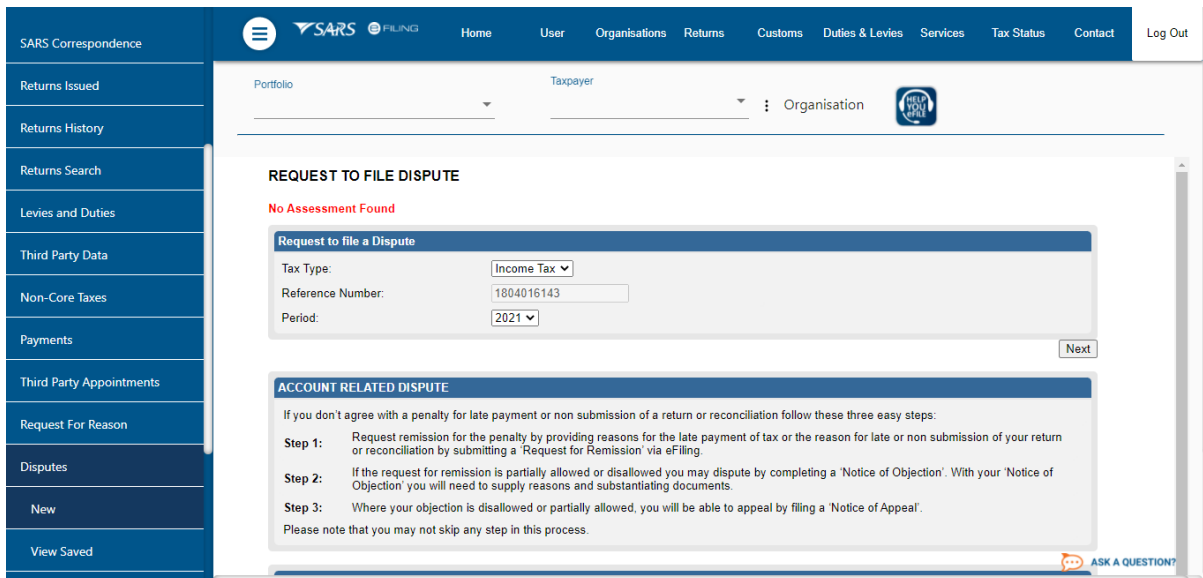 SARS Correspondence
Returns Issued
Returns History
Returns Search
Levies and Duties
Third Party Data
Non-Core Taxes
Payments
Third Party Appointments
Request For Reason
Disputes
New
View Saved
SARS e FILING
Home User Organisations Returns Customs Duties & Levies Services Tax Status Contact Log Out
Portfolio Taxpayer
Organisation
HELP YOU eFILE
REQUEST TO FILE DISPUTE
No Assessment Found
Request to file a Dispute
Tax Type: Income Tax
Reference Number: 1804016143
Period: 2021
Next
ACCOUNT RELATED DISPUTE
If you don't agree with a penalty for late payment or non submission of a return or reconciliation follow these three easy steps:
Step 1: Request remission for the penalty by providing reasons for the late payment of tax or the reason for late or non submission of your return
or reconciliation by submitting a 'Request for Remission' via eFiling.
Step 2: If the request for remission is partially allowed or disallowed you may dispute by completing a 'Notice of Objection'. With your 'Notice of
Objection' you will need to supply reasons and substantiating documents.
Step 3: Where your objection is disallowed or partially allowed, you will be able to appeal by filing a 'Notice of Appeal'.
Please note that you may not skip any step in this process.
ASK A QUESTION?